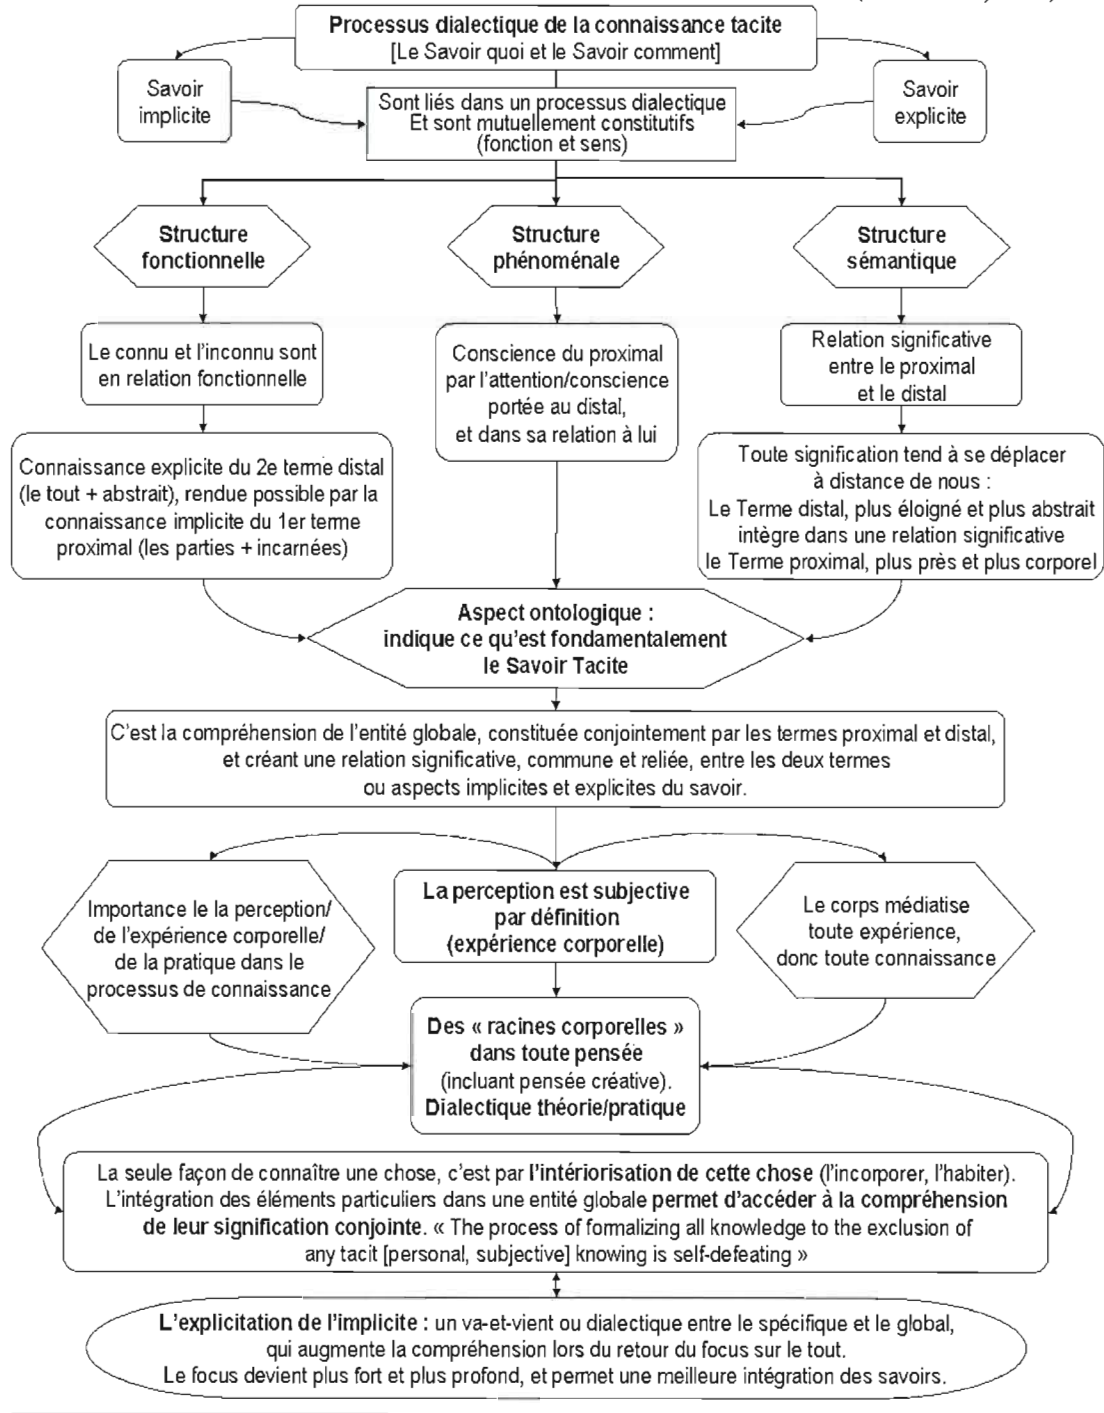 Processus dialectique de la connaissance tacite
[Le Savoir quoi et le Savoir comment]
Savoir
implicite
Sont liés dans un processus dialectique
Et sont mutuellement constitutifs
(fonction et sens)
Savoir
explicite
Structure
fonctionnelle
Structure
phénoménale
Structure
sémantique
Le connu et l'inconnu sont
en relation fonctionnelle
Conscience du proximal
par l'attention/conscience
portée au distal,
et dans sa relation à lui
Relation significative
entre le proximal
et le distal
Connaissance explicite du 2e terme distal
(le tout + abstrait), rendue possible par la
connaissance implicite du 1er terme
proximal (les parties + incarnées)
Toute signification tend à se déplacer
à distance de nous :
Le Terme distal, plus éloigné et plus abstrait
intègre dans une relation significative
le Terme proximal, plus près et plus corporel
Aspect ontologique :
indique ce qu'est fondamentalement
le Savoir Tacite
C'est la compréhension de l'entité globale, constituée conjointement par les termes proximal et distal,
et créant une relation significative, commune et reliée, entre les deux termes
ou aspects implicites et explicites du savoir.
Importance le la perception/
de l'expérience corporelle/
de la pratique dans le
processus de connaissance
La perception est subjective
par définition
(expérience corporelle)
Le corps médiatise
toute expérience,
donc toute connaissance
Des « racines corporelles »
dans toute pensée
(incluant pensée créative).
Dialectique théorie/pratique
La seule façon de connaître une chose, c'est par l'intériorisation de cette chose (l'incorporer, l'habiter).
L'intégration des éléments particuliers dans une entité globale permet d'accéder à la compréhension
de leur signification conjointe. « The process of formalizing all knowledge to the exclusion of
any tacit [personal, subjective] knowing is self-defeating »
L'explicitation de l'implicite : un va-et-vient ou dialectique entre le spécifique et le global,
qui augmente la compréhension lors du retour du focus sur le tout.
Le focus devient plus fort et plus profond, et permet une meilleure intégration des savoirs.